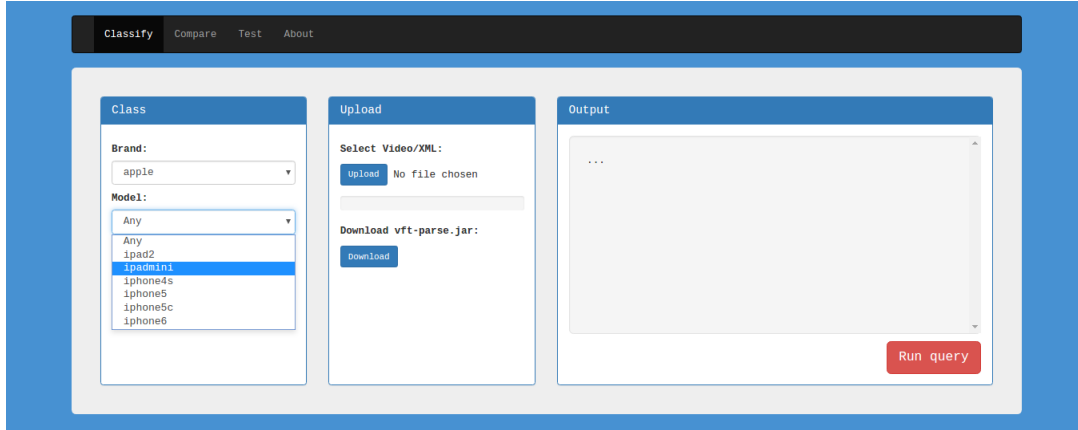 Classify Compare Test About
Class
Brand:
apple
Model:
Any
Any
ipad2
ipadmini
iphone4s
iphone5
iphone5c
iphone6
Upload
Select Video/XML:
Upload No file chosen
Download vft-parse.jar:
Download
Output
...
Run query